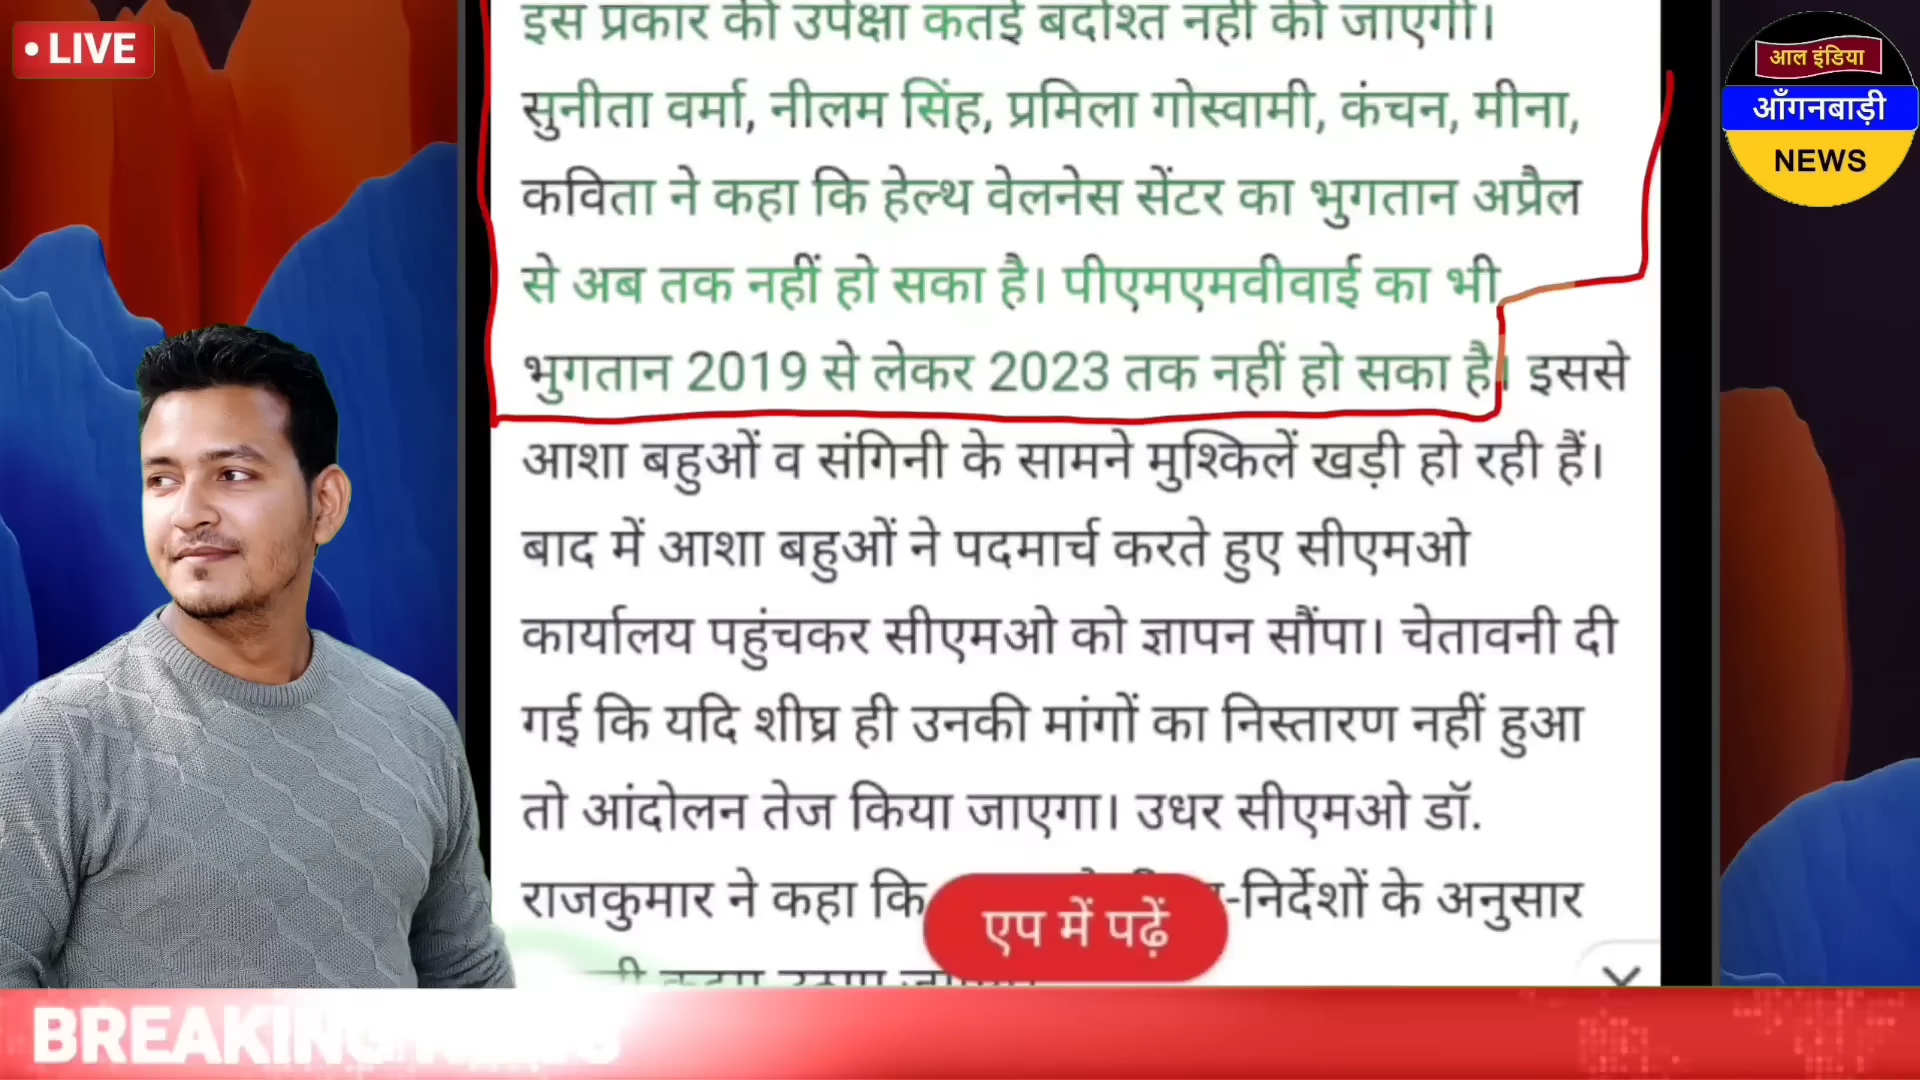 • LIVE
आल इंडिया
आँगनबाड़ी
NEWS
इस प्रकार की उपेक्षा कतई बर्दाश्त नहीं की जाएगी।
सुनीता वर्मा, नीलम सिंह, प्रमिला गोस्वामी, कंचन, मीना,
कविता ने कहा कि हेल्थ वेलनेस सेंटर का भुगतान अप्रैल
से अब तक नहीं हो सका है। पीएमएमवीवाई का भी
भुगतान 2019 से लेकर 2023 तक नहीं हो सका है। इससे
आशा बहुओं व संगिनी के सामने मुश्किलें खड़ी हो रही हैं।
बाद में आशा बहुओं ने पदमार्च करते हुए सीएमओ
कार्यालय पहुंचकर सीएमओ को ज्ञापन सौंपा। चेतावनी दी
गई कि यदि शीघ्र ही उनकी मांगों का निस्तारण नहीं हुआ
तो आंदोलन तेज किया जाएगा। उधर सीएमओ डॉ.
राजकुमार ने कहा कि -निर्देशों के अनुसार
एप में पढ़ें
BREAKING NEWS